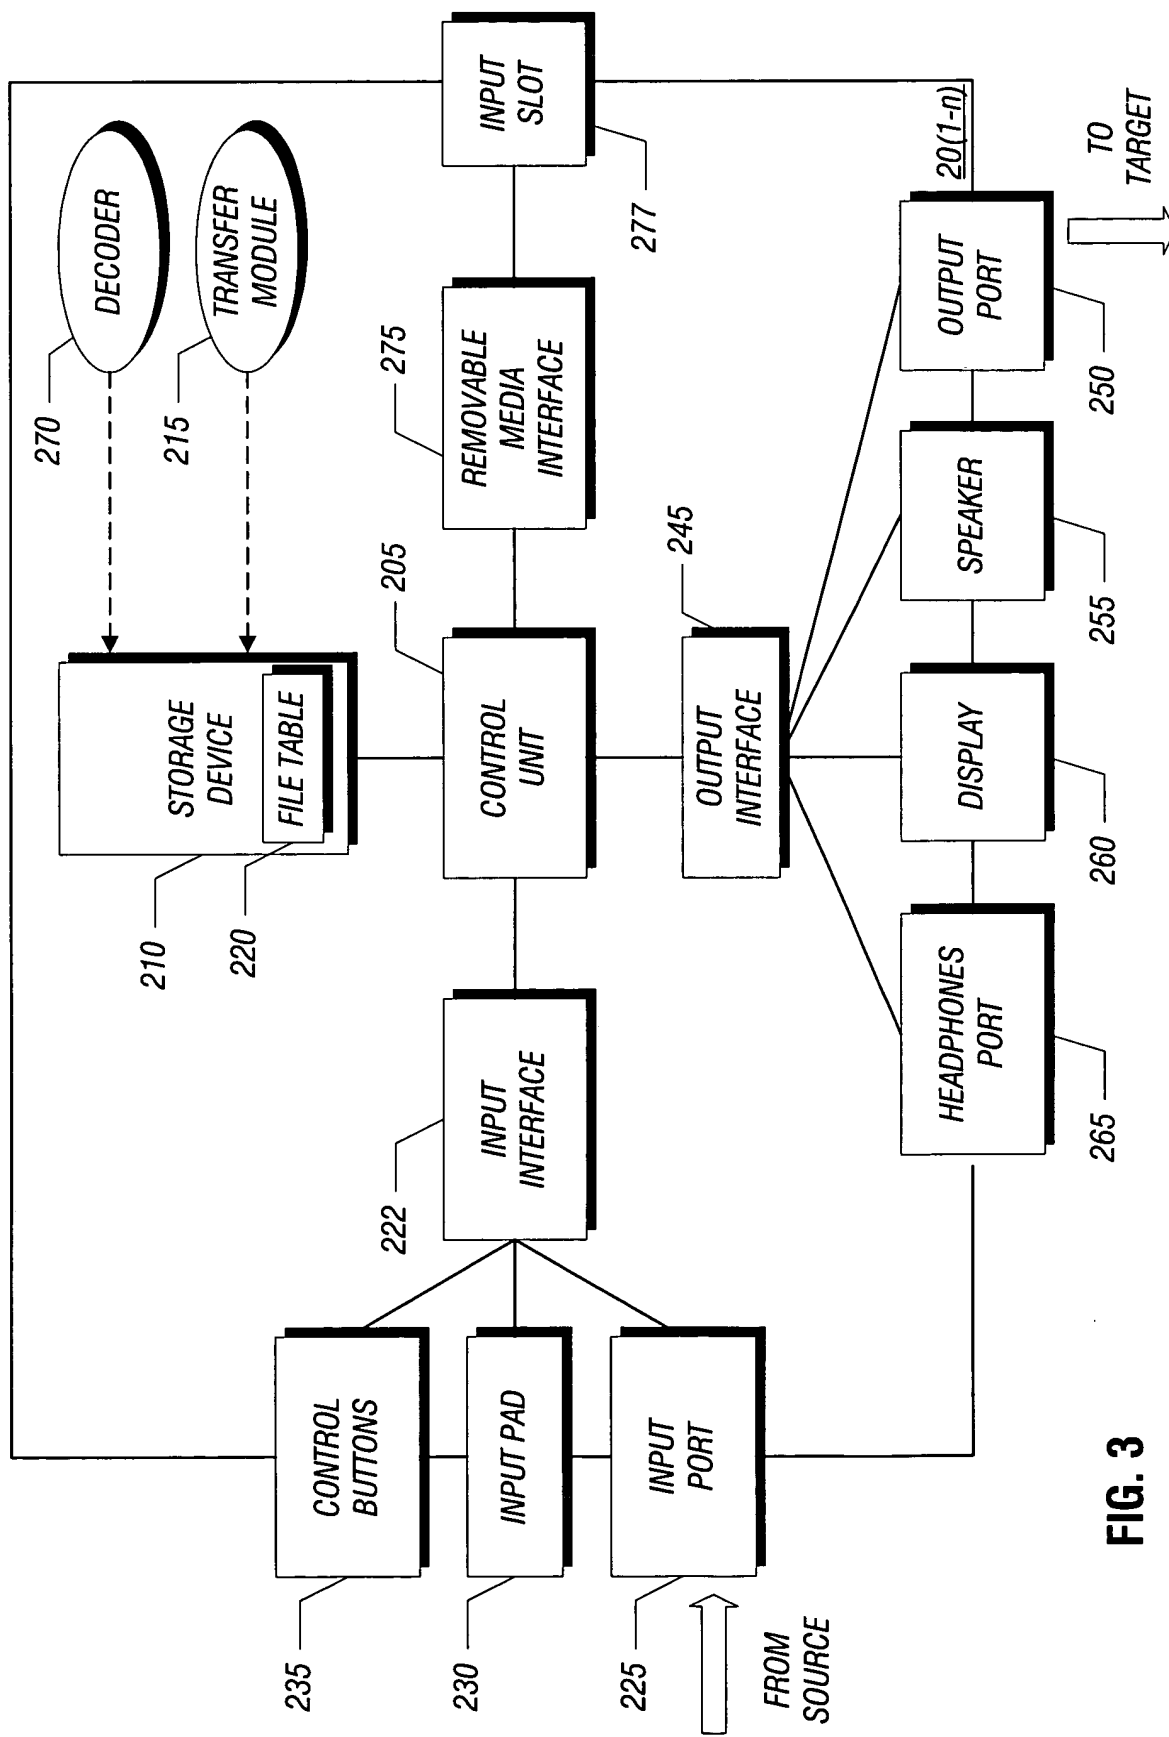 235
CONTROL
BUTTONS
230
INPUT PAD
225
INPUT
PORT
FROM
SOURCE
222
INPUT
INTERFACE
210
STORAGE
DEVICE
220
FILE TABLE
205
CONTROL
UNIT
270
DECODER
215
TRANSFER
MODULE
275
REMOVABLE
MEDIA
INTERFACE
INPUT
SLOT
277
245
OUTPUT
INTERFACE
HEADPHONES
PORT
265
DISPLAY
260
SPEAKER
255
OUTPUT
PORT
250
20(1-n)
TO
TARGET
FIG. 3